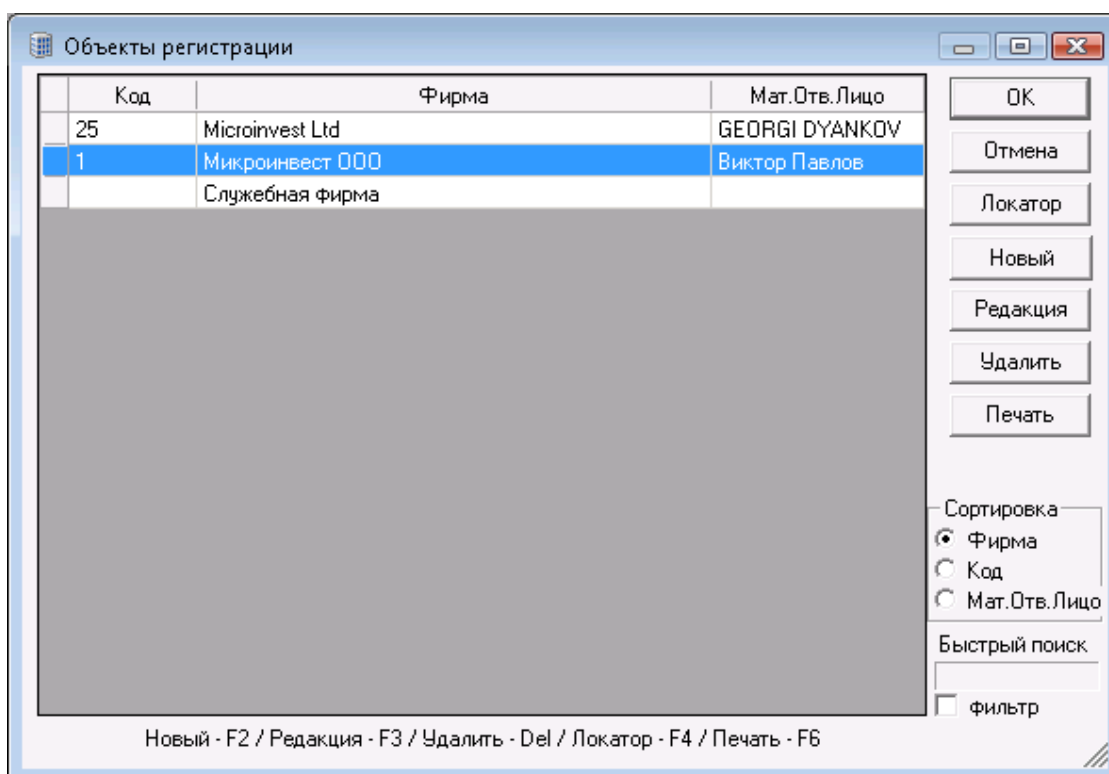 Объекты регистрации
Код Фирма Мат.Отв.Лицо
25 Microinvest Ltd GEORGI DYANKOV
1 Микроинвест ООО Виктор Павлов
Служебная фирма
OK
Отмена
Локатор
Новый
Редакция
Удалить
Печать
Сортировка
Фирма
Код
Мат.Отв.Лицо
Быстрый поиск
фильтр
Новый - F2 / Редакция - F3 / Удалить - Del / Локатор - F4 / Печать - F6